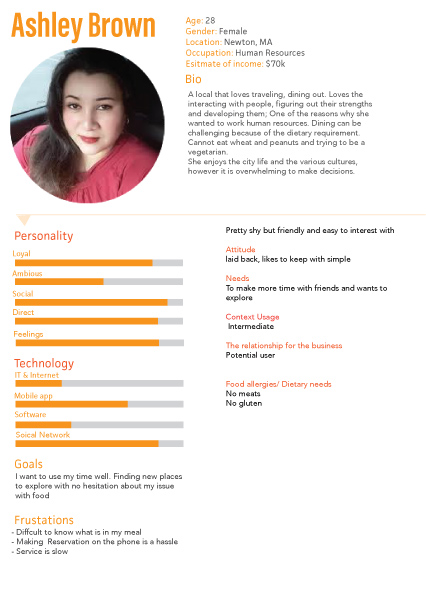 Ashley Brown
Age: 28
Gender: Female
Location: Newton, MA
Occupation: Human Resources
Esitmate of income: $70k
Bio
A local that loves traveling, dining out. Loves the
interacting with people, figuring out their strengths
and developing them; One of the reasons why she
wanted to work human resources. Dining can be
challenging because of the dietary requirement.
Cannot eat wheat and peanuts and trying to be a
vegetarian.
She enjoys the city life and the various cultures,
however it is overwhelming to make decisions.
Personality
Loyal
Ambious
Social
Direct
Feelings
Technology
IT & Internet
Mobile app
Software
Social Network
Goals
I want to use my time well. Finding new places
to explore with no hesitation about my issue
with food
Frustations
- Diffcult to know what is in my meal
- Making Reservation on the phone is a hassle
- Service is slow
Pretty shy but friendly and easy to interest with
Attitude
laid back, likes to keep with simple
Needs
To make more time with friends and wants to
explore
Context Usage
Intermediate
The relationship for the business
Potential user
Food allergies/ Dietary needs
No meats
No gluten